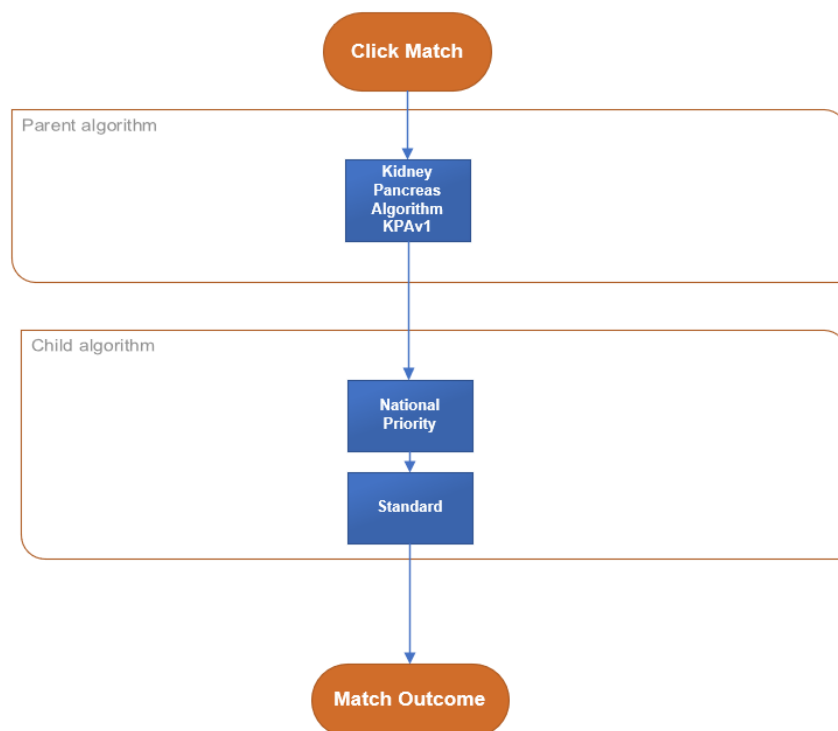 Click Match
Parent algorithm
Kidney
Pancreas
Algorithm
KPAv1
Child algorithm
National
Priority
Standard
Match Outcome